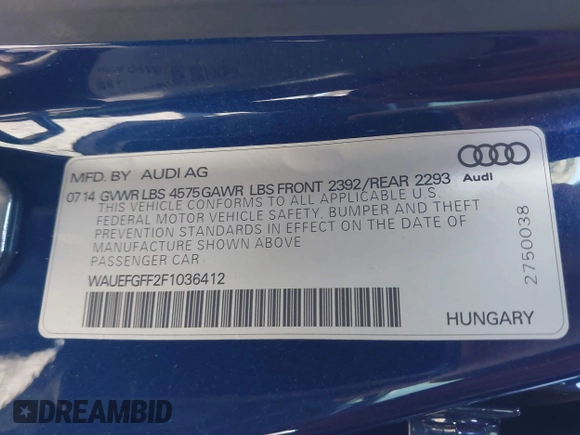 MFD. BY AUDI AG
Audi
07 14 GVWR LBS 4575 GAWR LBS FRONT 2392/REAR 2293
THIS VEHICLE CONFORMS TO ALL APPLICABLE U.S.
FEDERAL MOTOR VEHICLE SAFETY, BUMPER AND THEFT
PREVENTION STANDARDS IN EFFECT ON THE DATE OF
MANUFACTURE SHOWN ABOVE
PASSENGER CAR
WAUEFGFF2F1036412
2750038
HUNGARY
DREAMBID